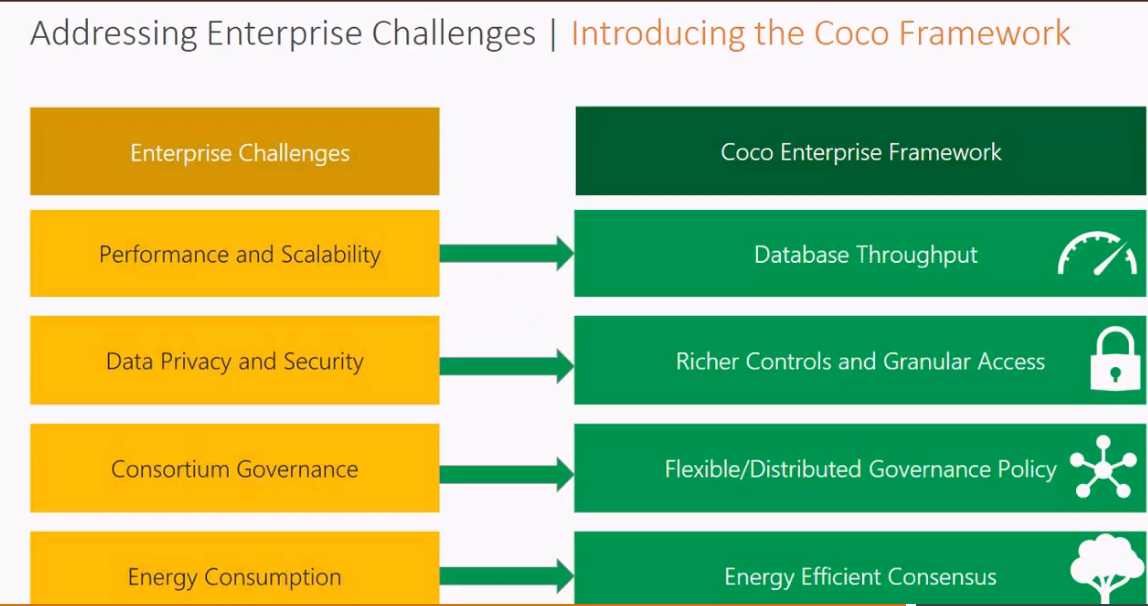 Addressing Enterprise Challenges | Introducing the Coco Framework
Enterprise Challenges
Coco Enterprise Framework
Performance and Scalability
Database Throughput
Data Privacy and Security
Richer Controls and Granular Access
Consortium Governance
Flexible/Distributed Governance Policy
Energy Consumption
Energy Efficient Consensus